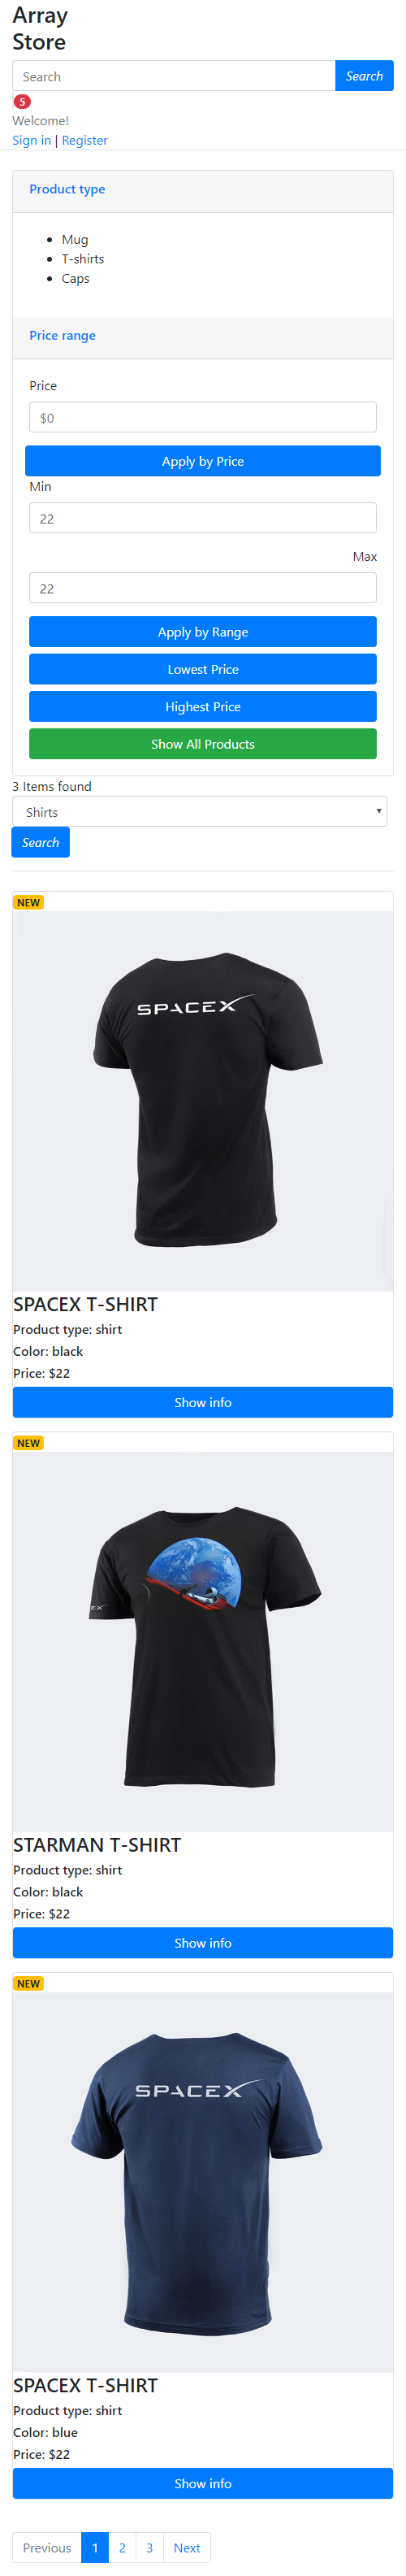 Array
Store
Search Search
5
Welcome!
Sign in | Register
Product type
Mug
T-shirts
Caps
Price range
Price
$0
Apply by Price
Min
22
Max
22
Apply by Range
Lowest Price
Highest Price
Show All Products
3 Items found
Shirts
Search
NEW
SPACEX
SPACEX T-SHIRT
Product type: shirt
Color: black
Price: $22
Show info
NEW
STARMAN T-SHIRT
Product type: shirt
Color: black
Price: $22
Show info
NEW
SPACEX
SPACEX T-SHIRT
Product type: shirt
Color: blue
Price: $22
Show info
Previous 1 2 3 Next